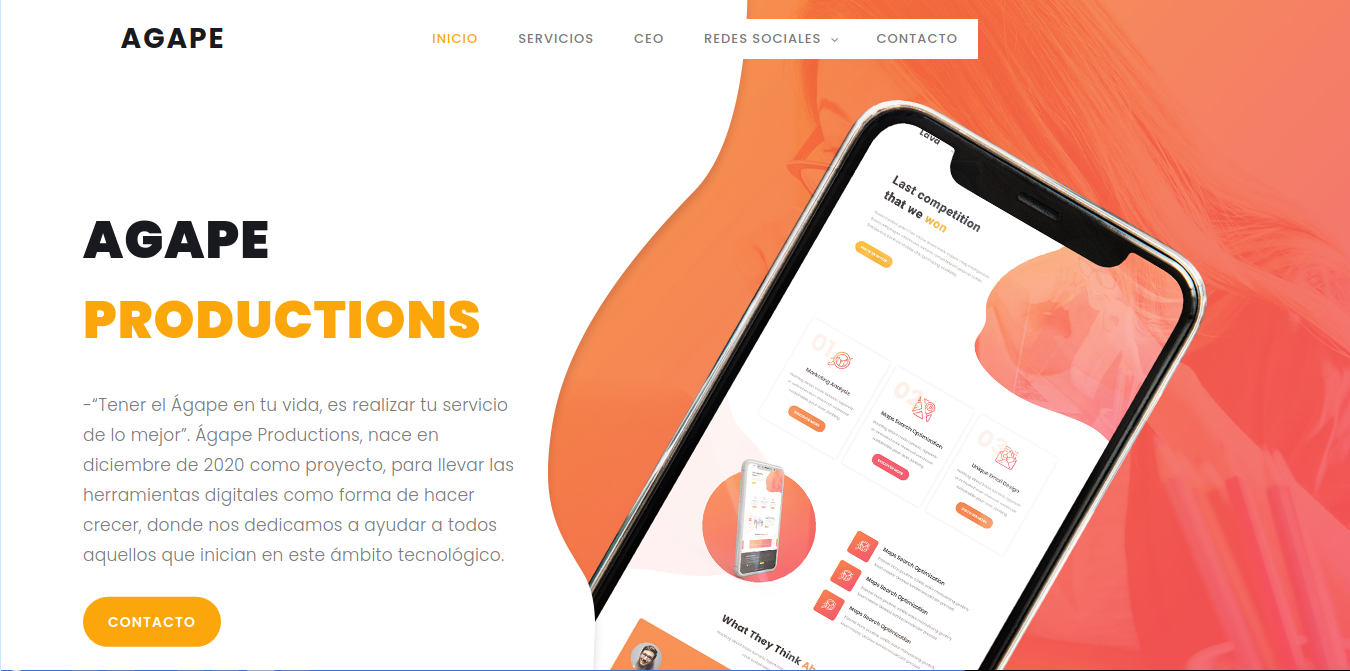 AGAPE
INICIO SERVICIOS CEO REDES SOCIALES CONTACTO
AGAPE
PRODUCTIONS
-“Tener el Ágape en tu vida, es realizar tu servicio
de lo mejor”. Ágape Productions, nace en
diciembre de 2020 como proyecto, para llevar las
herramientas digitales como forma de hacer
crecer, donde nos dedicamos a ayudar a todos
aquellos que inician en este ámbito tecnológico.
CONTACTO
Lava
Last competition
that we won
01
Marketing Analysis
02
Maps Search Optimization
03
Unique Email Design
Maps Search Optimization
Maps Search Optimization
Maps Search Optimization
What They Think